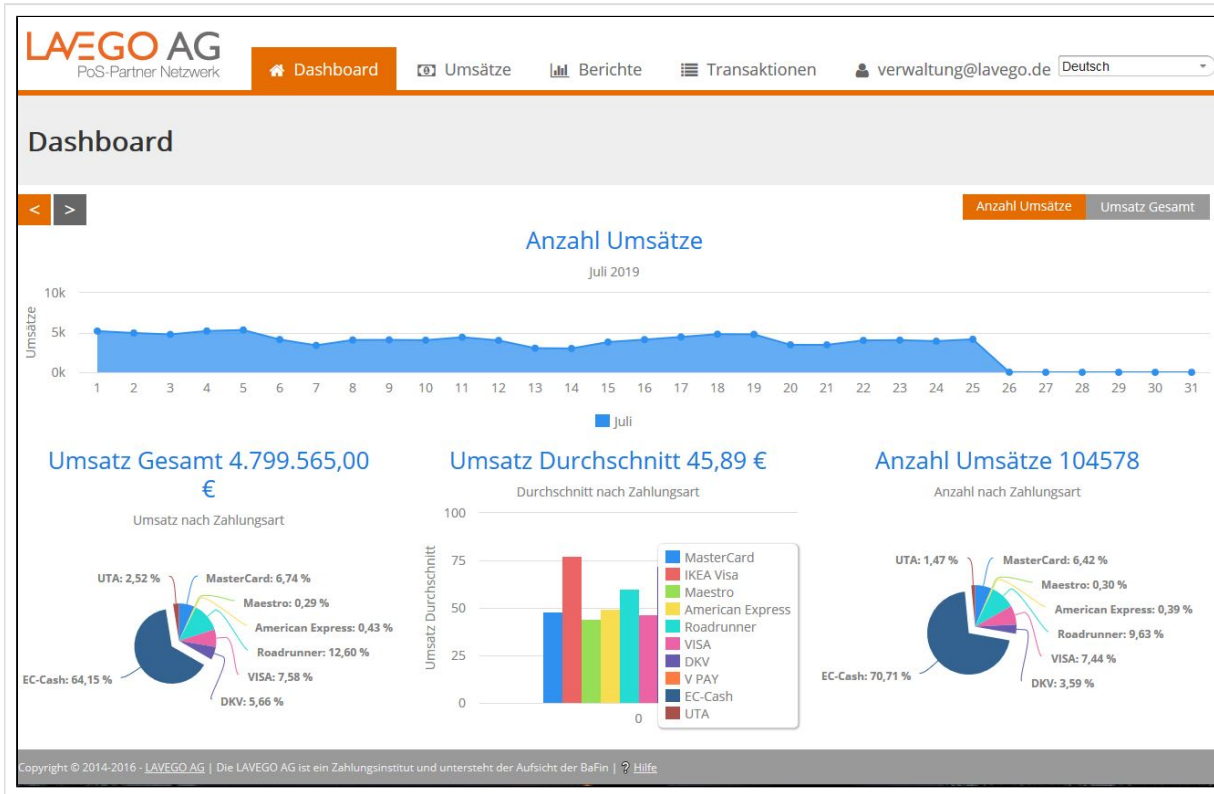 LAVEGO AG
PoS-Partner Netzwerk
Dashboard
Umsätze
Berichte
Transaktionen
verwaltung@lavego.de
Deutsch
Dashboard
< >
Anzahl Umsätze
Umsatz Gesamt
Anzahl Umsätze
Juli 2019
Umsätze
10k
5k
0k
1 2 3 4 5 6 7 8 9 10 11 12 13 14 15 16 17 18 19 20 21 22 23 24 25 26 27 28 29 30 31
Juli
Umsatz Gesamt 4.799.565,00
€
Umsatz nach Zahlungsart
UTA: 2,52 %
MasterCard: 6,74 %
Maestro: 0,29 %
American Express: 0,43 %
Roadrunner: 12,60 %
VISA: 7,58 %
EC-Cash: 64,15 %
DKV: 5,66 %
Umsatz Durchschnitt 45,89 €
Durchschnitt nach Zahlungsart
Umsatz Durchschnitt
100
75
50
25
0
0
MasterCard
IKEA Visa
Maestro
American Express
Roadrunner
VISA
DKV
V PAY
EC-Cash
UTA
Anzahl Umsätze 104578
Anzahl nach Zahlungsart
UTA: 1,47 %
MasterCard: 6,42 %
Maestro: 0,30 %
American Express: 0,39 %
Roadrunner: 9,63 %
VISA: 7,44 %
EC-Cash: 70,71 %
DKV: 3,59 %
Copyright © 2014-2016 - LAVEGO AG | Die LAVEGO AG ist ein Zahlungsinstitut und untersteht der Aufsicht der BaFin | ? Hilfe